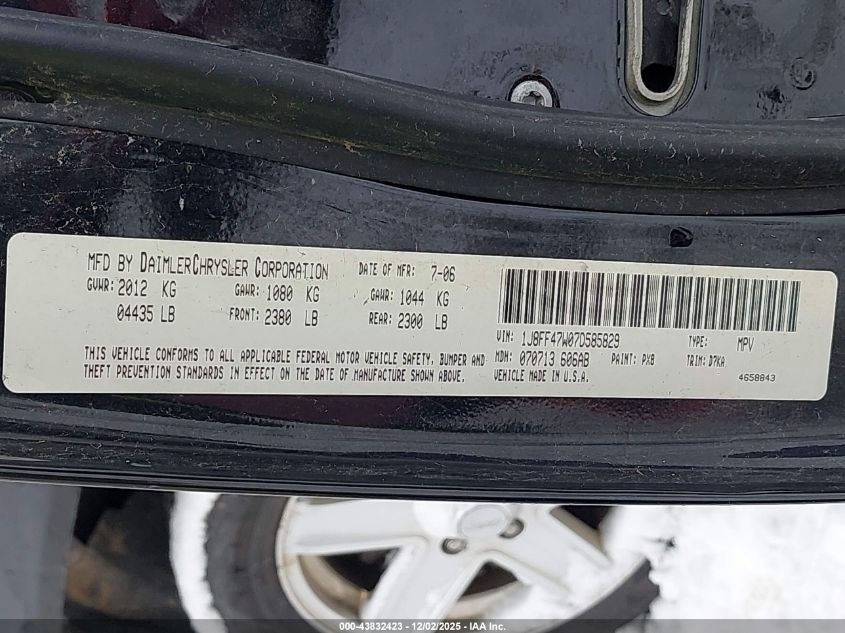 MFD BY DAIMLERCHRYSLER CORPORATION DATE OF MFR: 7-06
GVWR: 2012 KG GAWR: 1080 KG GAWR: 1044 KG
04435 LB FRONT: 2380 LB REAR: 2300 LB
THIS VEHICLE CONFORMS TO ALL APPLICABLE FEDERAL MOTOR VEHICLE SAFETY, BUMPER AND
THEFT PREVENTION STANDARDS IN EFFECT ON THE DATE OF MANUFACTURE SHOWN ABOVE.
VIN: 1J8FF47W07D585829 TYPE: MPV
MDH: 070713 606AB PAINT: PX8 TRIM: D7KA
VEHICLE MADE IN U.S.A. 4658843
000-43832423 - 12/02/2025 - IAA Inc.